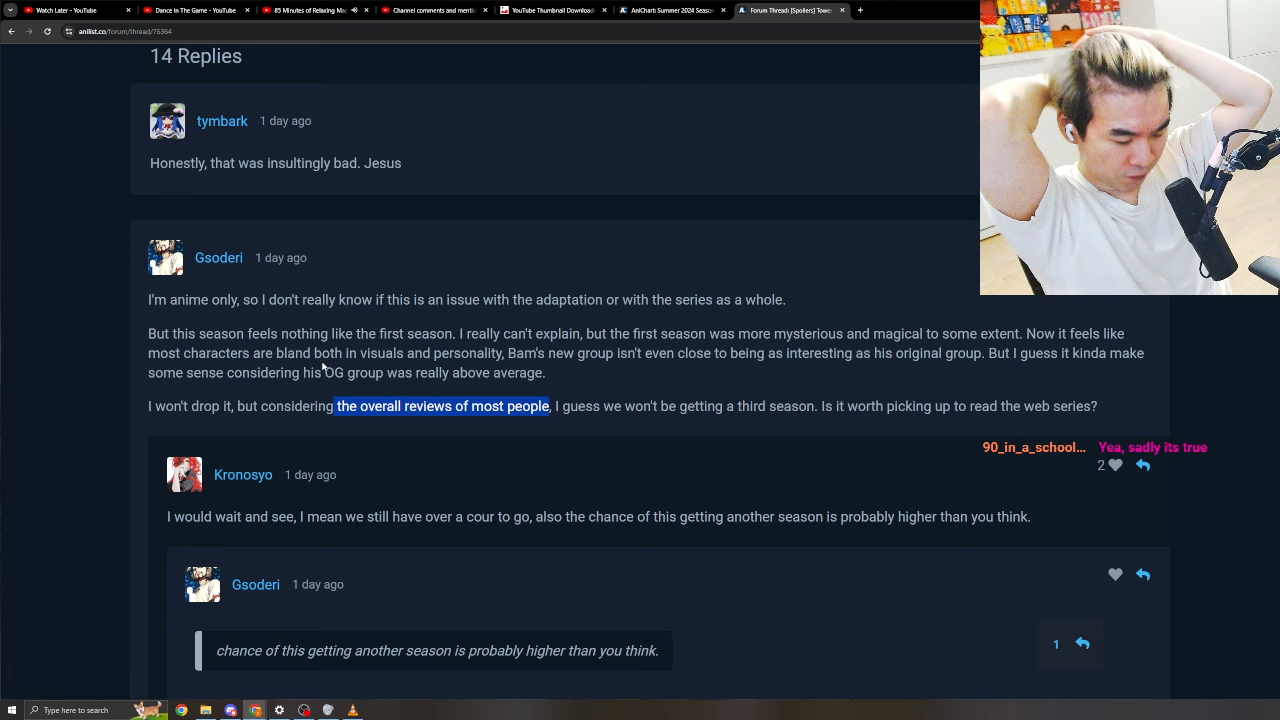 Watch Later - YouTube
Dance In The Game - YouTube
85 Minutes of Relaxing Ma
Channel comments and menti
YouTube Thumbnail Download
AniChart: Summer 2024 Season
Forum Thread: [Spoilers] Tower
anilist.co/forum/thread/76364
14 Replies
tymbark 1 day ago
Honestly, that was insultingly bad. Jesus
Gsoderi 1 day ago
I'm anime only, so I don't really know if this is an issue with the adaptation or with the series as a whole.
But this season feels nothing like the first season. I really can't explain, but the first season was more mysterious and magical to some extent. Now it feels like
most characters are bland both in visuals and personality, Bam's new group isn't even close to being as interesting as his original group. But I guess it kinda make
some sense considering his OG group was really above average.
I won't drop it, but considering the overall reviews of most people, I guess we won't be getting a third season. Is it worth picking up to read the web series?
90_in_a_school... Yea, sadly its true
2
Kronosyo 1 day ago
I would wait and see, I mean we still have over a cour to go, also the chance of this getting another season is probably higher than you think.
Gsoderi 1 day ago
chance of this getting another season is probably higher than you think.
1
Type here to search